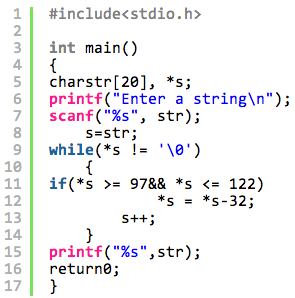 1 #include<stdio.h>
2
3 int main()
4 {
5 charstr[20], *s;
6 printf("Enter a string\n");
7 scanf("%s", str);
8 s=str;
9 while(*s != '\0')
10 {
11 if(*s >= 97&& *s <= 122)
12 *s = *s-32;
13 s++;
14 }
15 printf("%s",str);
16 return0;
17 }